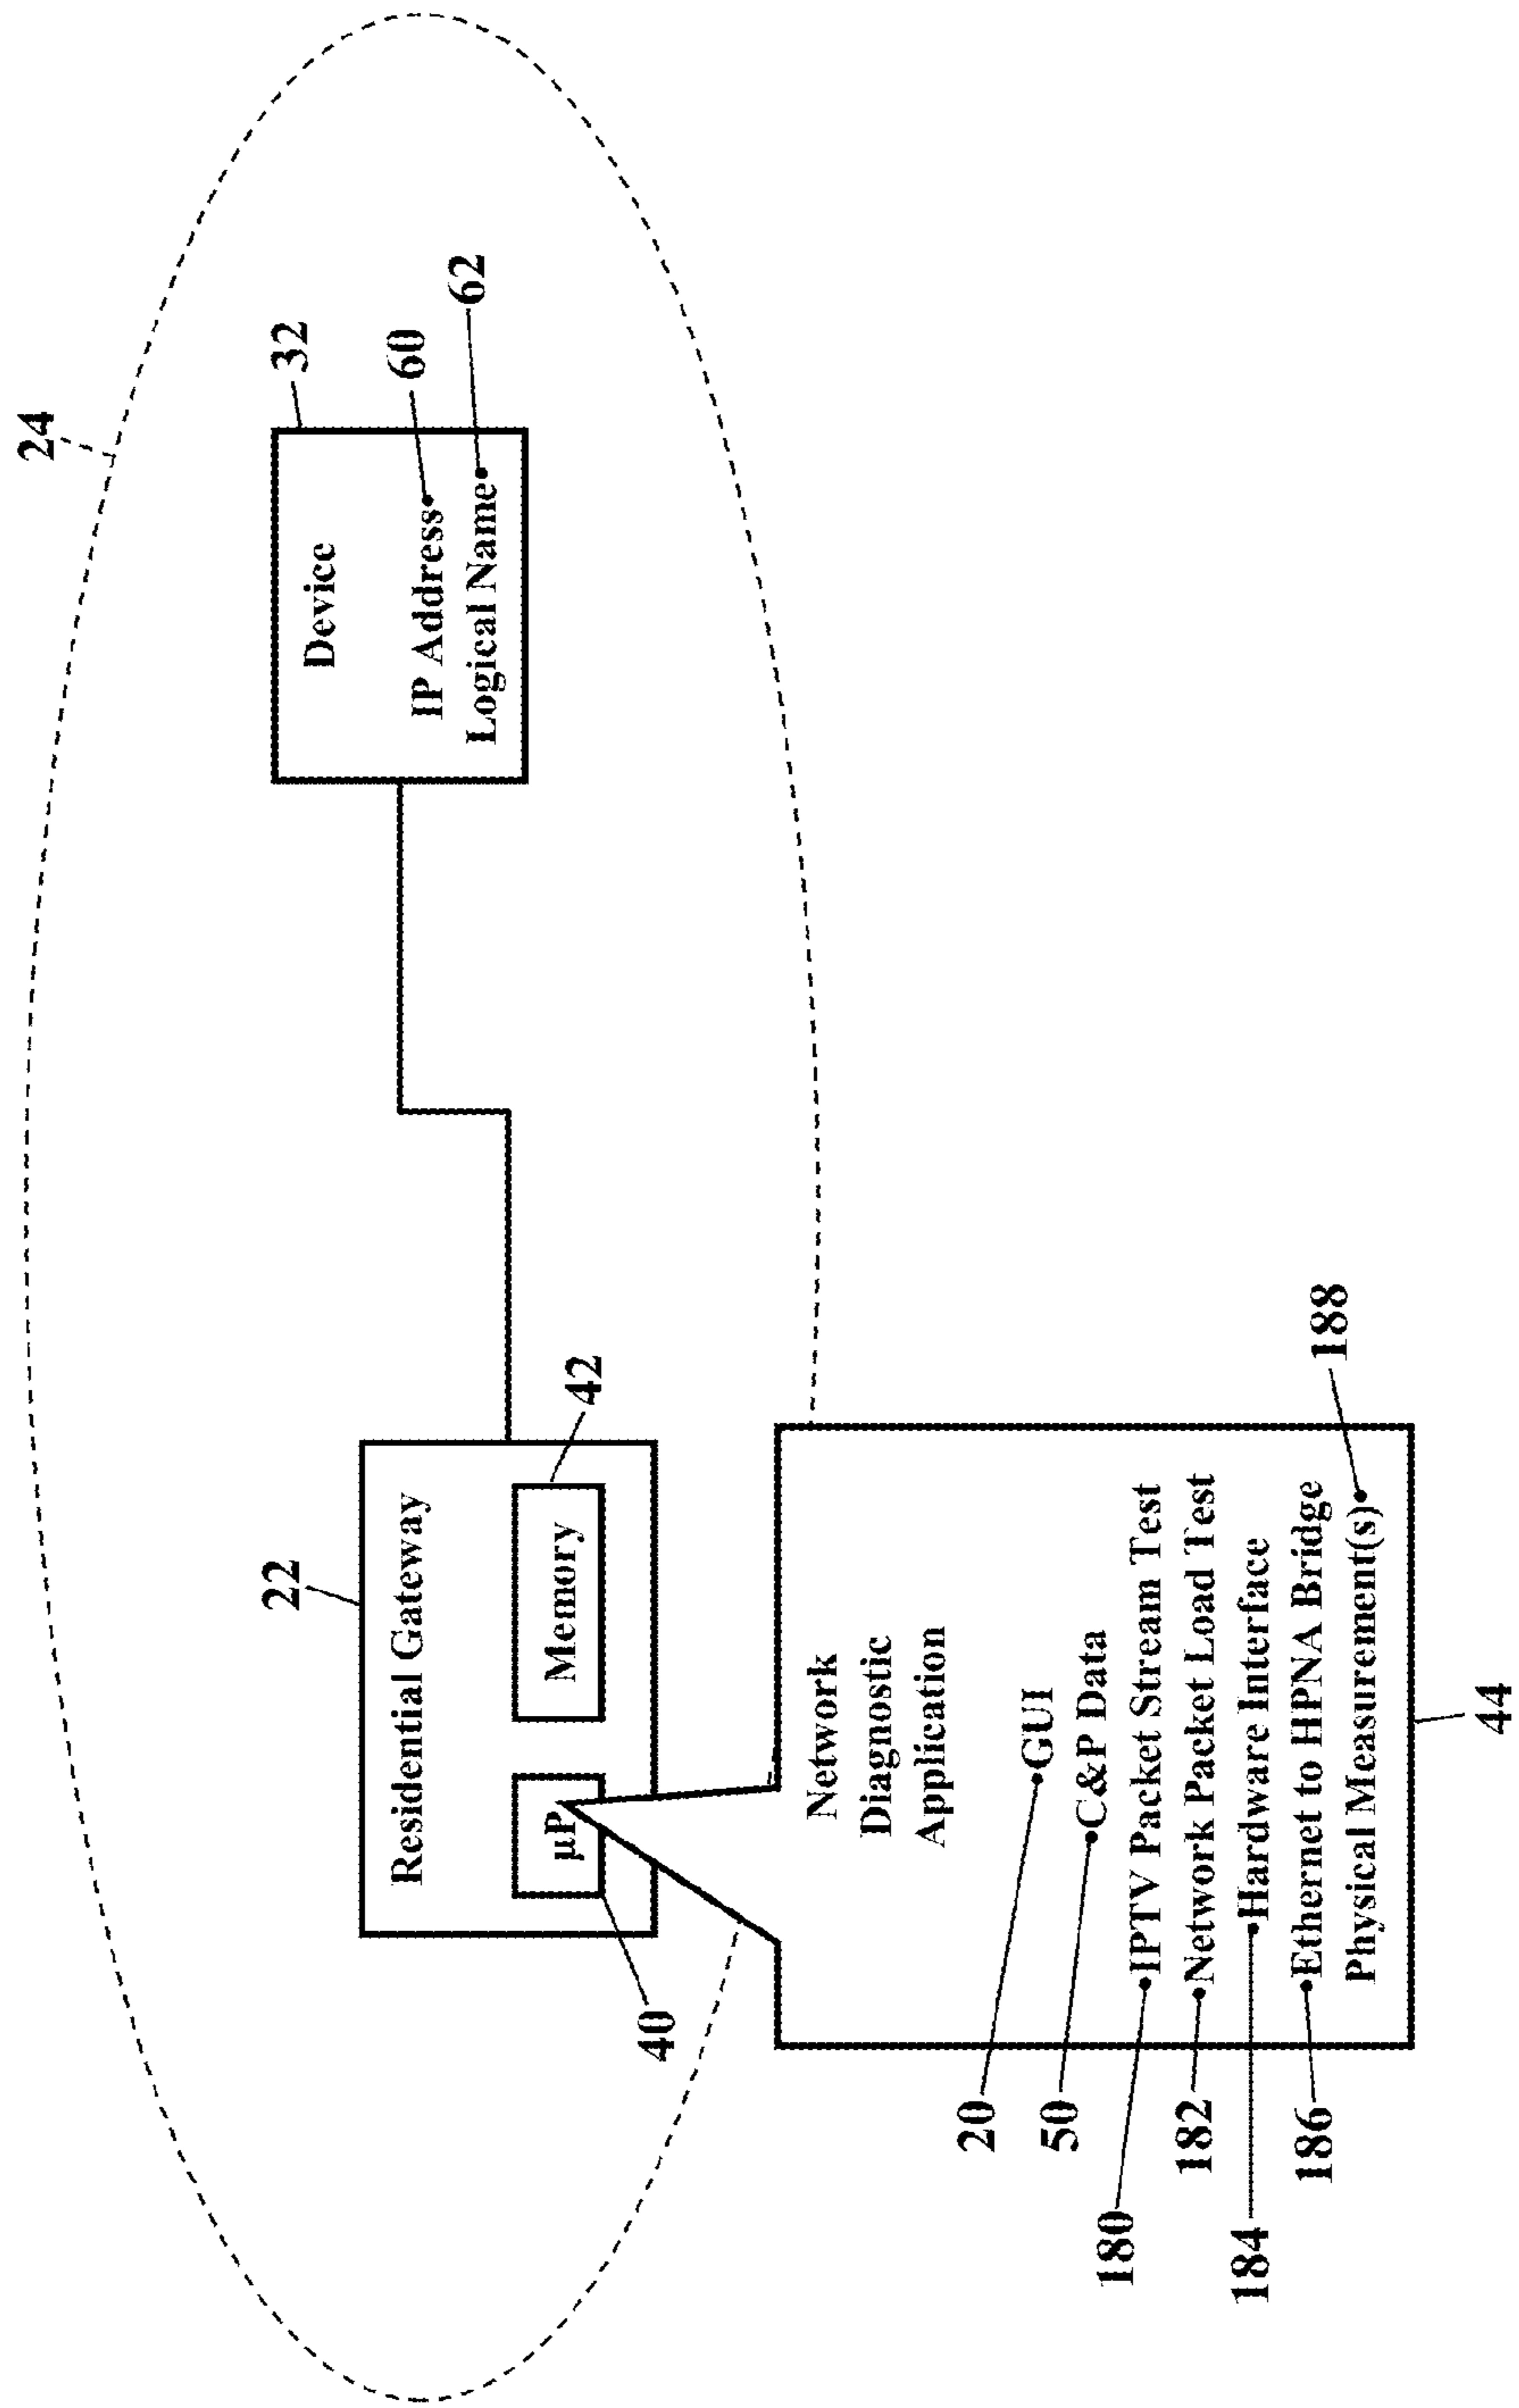 24
22
Residential Gateway
µP
Memory
40
42
32
Device
IP Address
60
Logical Name
62
Network
Diagnostic
Application
20
GUI
50
C&P Data
180
IPTV Packet Stream Test
182
Network Packet Load Test
184
Hardware Interface
186
Ethernet to HPNA Bridge
Physical Measurement(s)
188
44